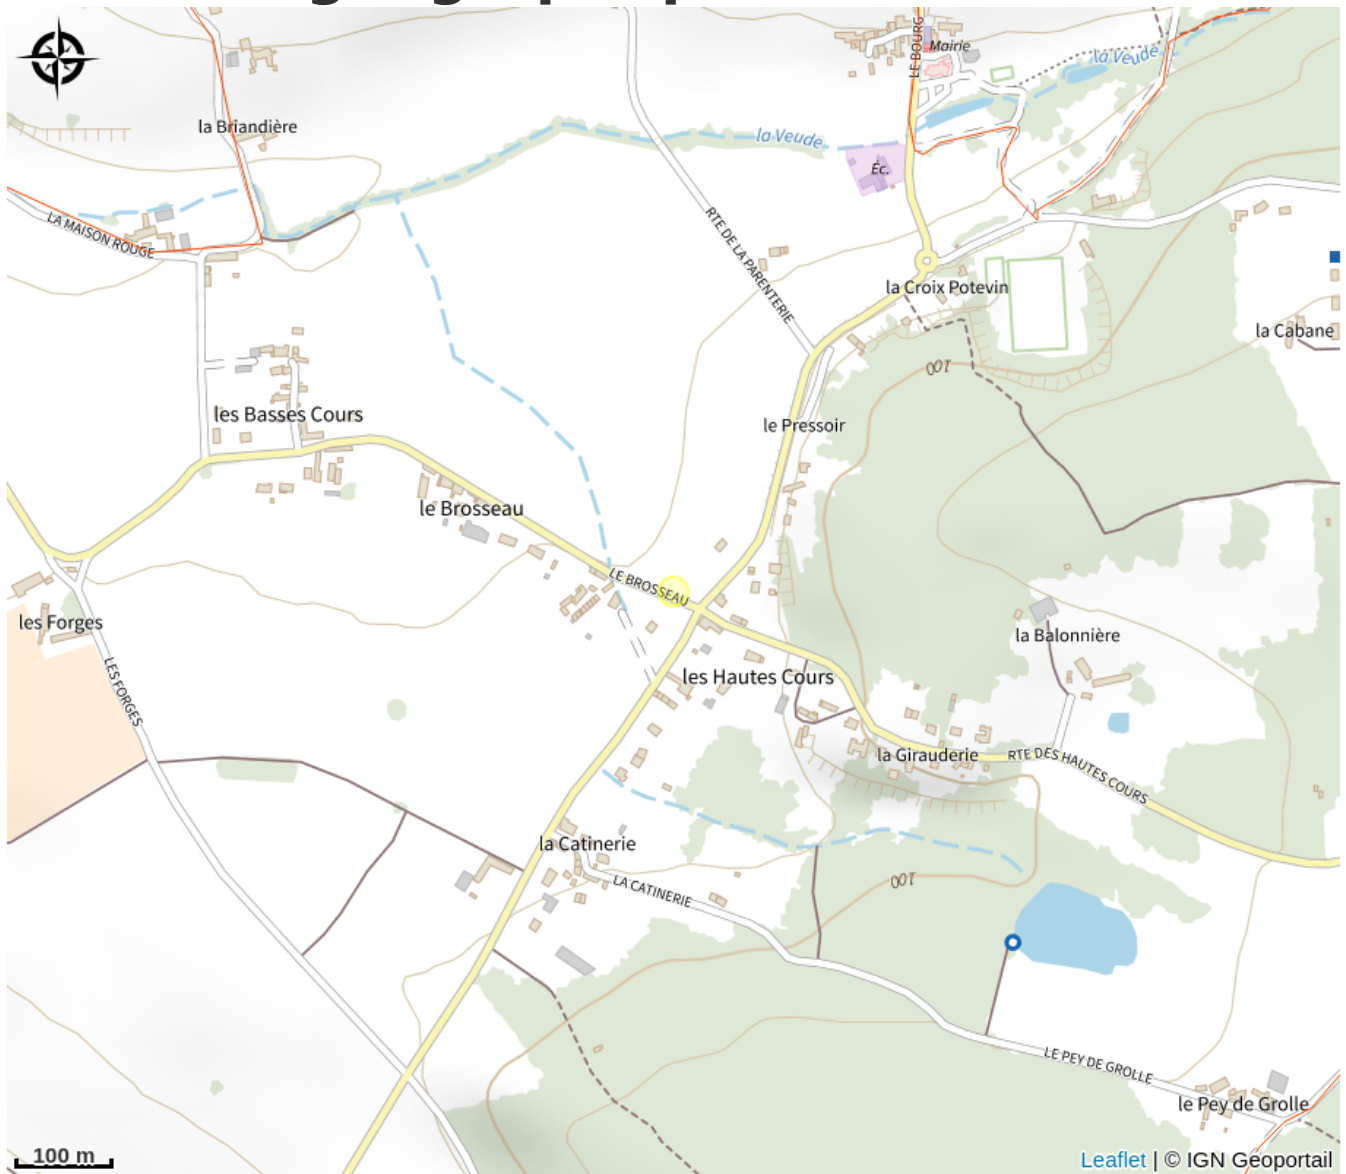 LE BOURG
Mairie
la Veude
la Briandière
la Veude
Éc.
LA MAISON ROUGE
RTE DE LA PARENTERIE
la Croix Potevin
la Cabane
100
les Basses Cours
le Pressoir
le Brosseau
LE BROSSEAU
les Forges
la Balonnière
LES FORGES
les Hautes Cours
la Girauderie
RTE DES HAUTES COURS
la Catinerie
LA CATINERIE
100
LE PEY DE GROLLE
le Pey de Grolle
100 m
Leaflet | © IGN Geoportail